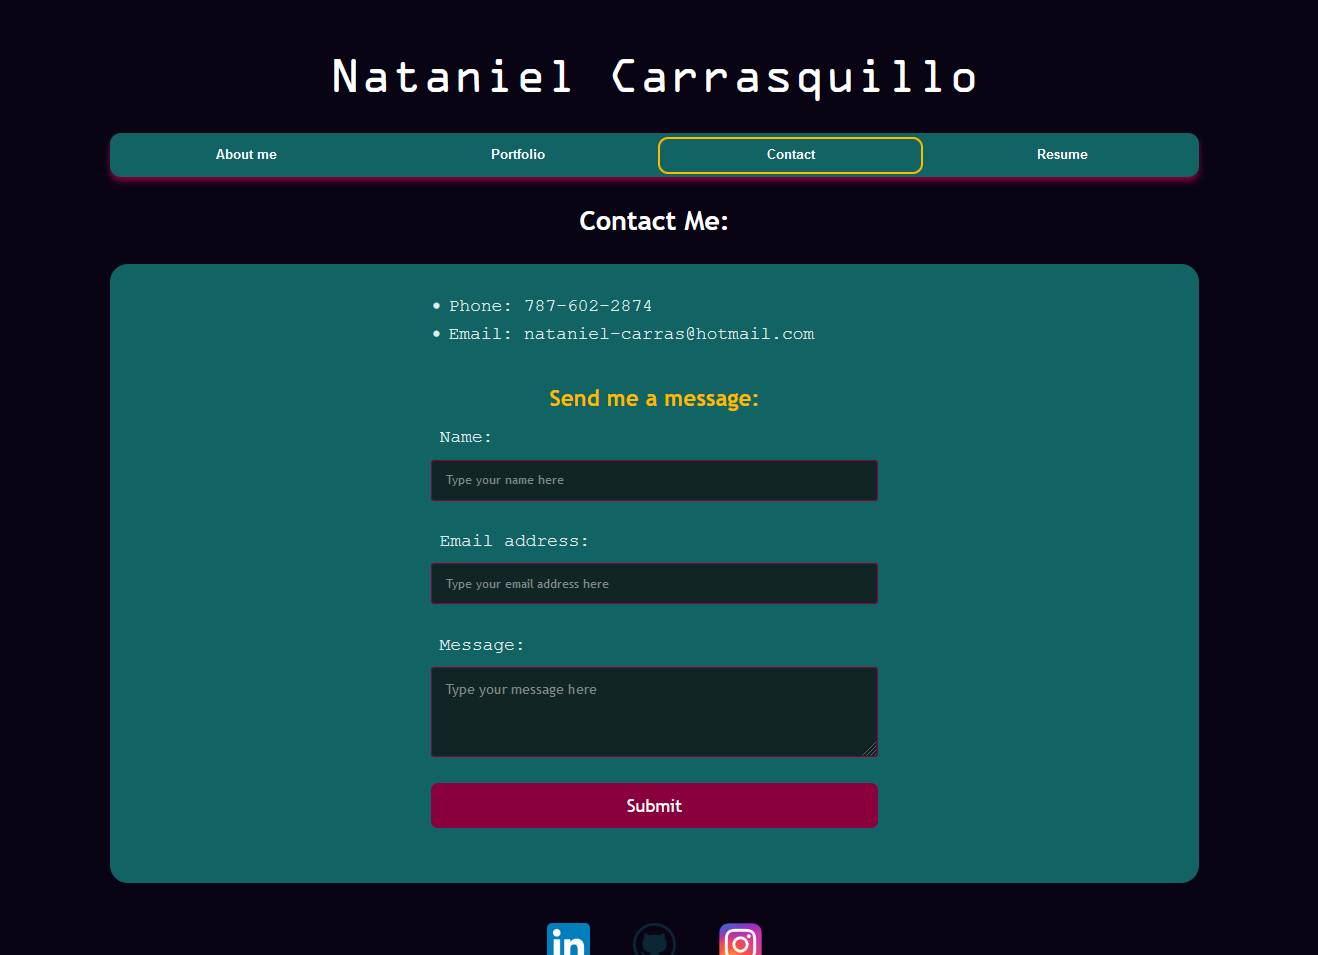 Nataniel Carrasquillo
About me Portfolio Contact Resume
Contact Me:
• Phone: 787-602-2874
• Email: nataniel-carras@hotmail.com
Send me a message:
Name:
Type your name here
Email address:
Type your email address here
Message:
Type your message here
Submit
in